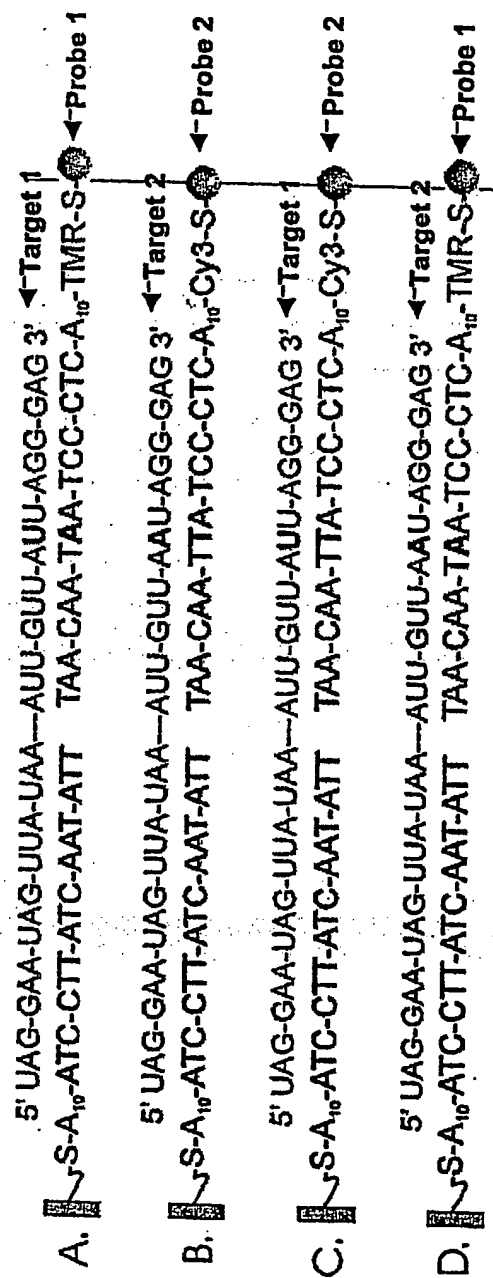 5' UAG-GAA-UAG-UUA-UAA—AUU-GUU-AUU-AGG-GAG 3' Target 1
A. S-A10-ATC-CTT-ATC-AAT-ATT TAA-CAA-TAA-TCC-CTC-A10-TMR-S Probe 1
5' UAG-GAA-UAG-UUA-UAA—AUU-GUU-AAU-AGG-GAG 3' Target 2
B. S-A10-ATC-CTT-ATC-AAT-ATT TAA-CAA-TTA-TCC-CTC-A10-Cy3-S Probe 2
5' UAG-GAA-UAG-UUA-UAA—AUU-GUU-AUU-AGG-GAG 3' Target 1
C. S-A10-ATC-CTT-ATC-AAT-ATT TAA-CAA-TTA-TCC-CTC-A10-Cy3-S Probe 2
5' UAG-GAA-UAG-UUA-UAA—AUU-GUU-AAU-AGG-GAG 3' Target 2
D. S-A10-ATC-CTT-ATC-AAT-ATT TAA-CAA-TAA-TCC-CTC-A10-TMR-S Probe 1